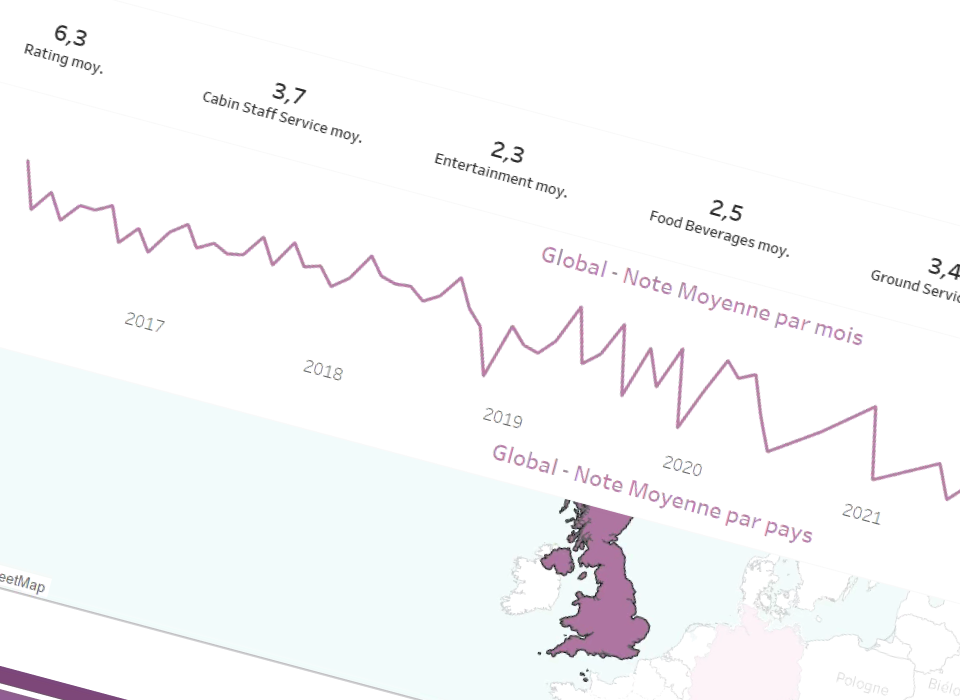 6,3
Rating moy.
3,7
Cabin Staff Service moy.
2,3
Entertainment moy.
2,5
Food Beverages moy.
3,4
Ground
Global - Note Moyenne par mois
2017
2018
2019
2020
2021
Global - Note Moyenne par pays
eetMap
Pologne